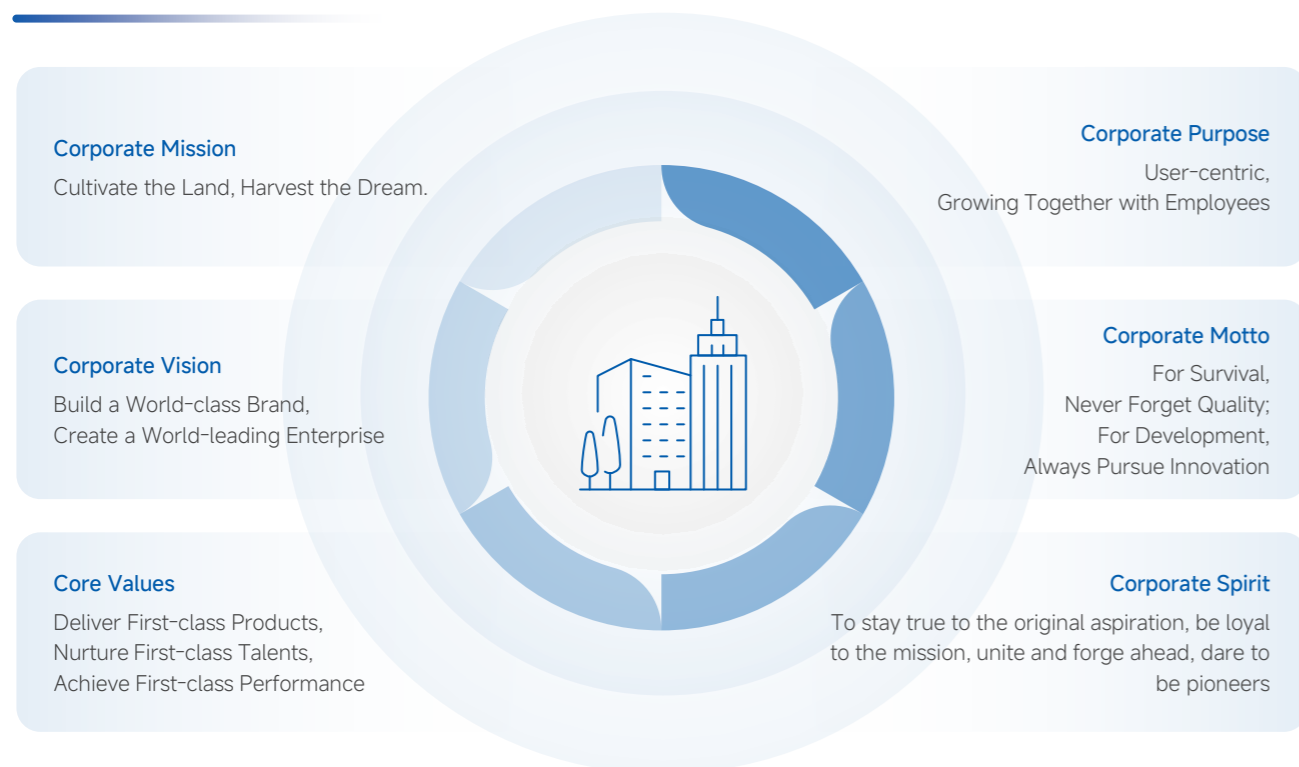 Corporate Mission
Cultivate the Land, Harvest the Dream.
Corporate Vision
Build a World-class Brand,
Create a World-leading Enterprise
Core Values
Deliver First-class Products,
Nurture First-class Talents,
Achieve First-class Performance
Corporate Purpose
User-centric,
Growing Together with Employees
Corporate Motto
For Survival,
Never Forget Quality;
For Development,
Always Pursue Innovation
Corporate Spirit
To stay true to the original aspiration, be loyal
to the mission, unite and forge ahead, dare to
be pioneers